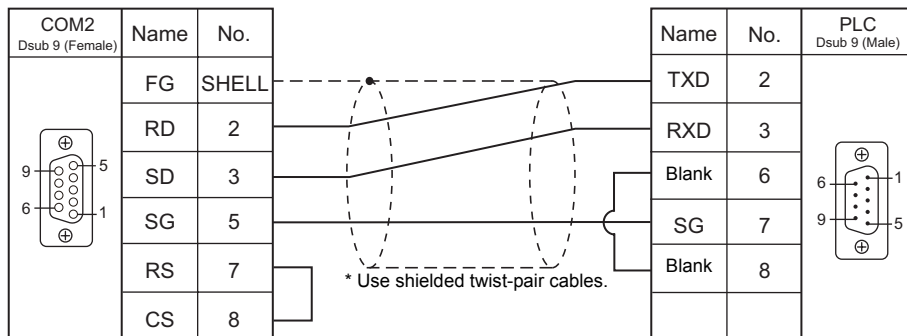 COM2
Dsub 9 (Female)
Name No.
FG SHELL
RD 2
SD 3
SG 5
RS 7
CS 8
9 5
6 1
* Use shielded twist-pair cables.
Name No.
PLC
Dsub 9 (Male)
TXD 2
RXD 3
Blank 6
SG 7
Blank 8
6 1
9 5